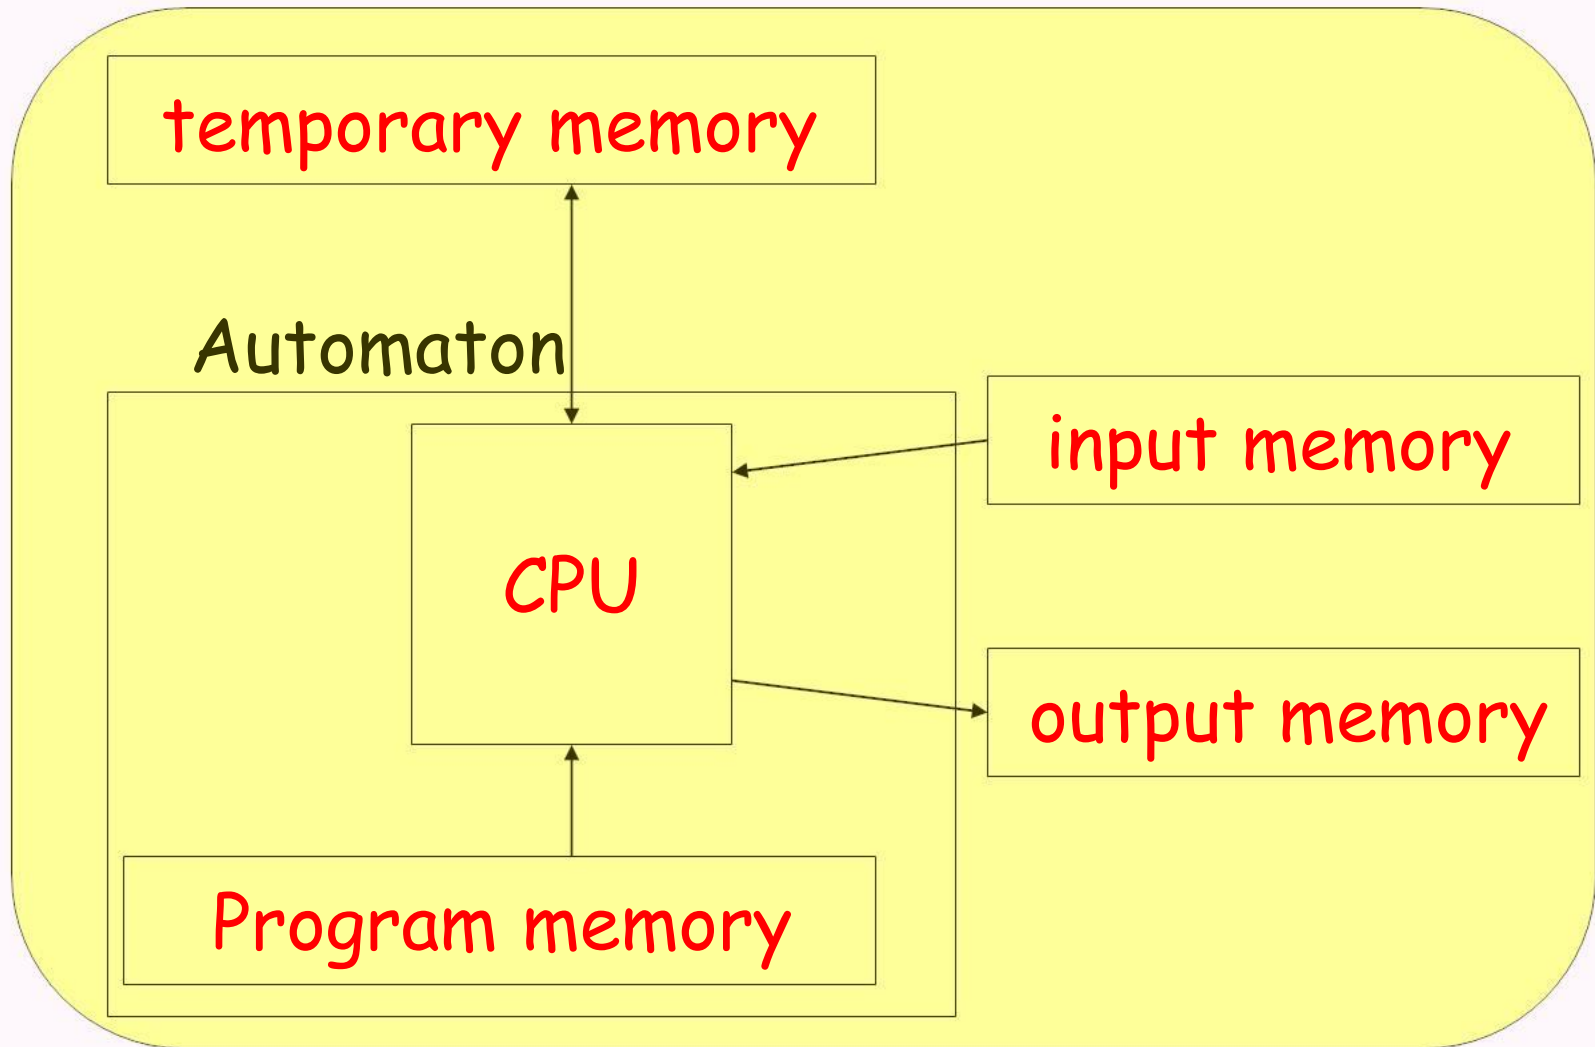 temporary memory
Automaton
input memory
CPU
output memory
Program memory